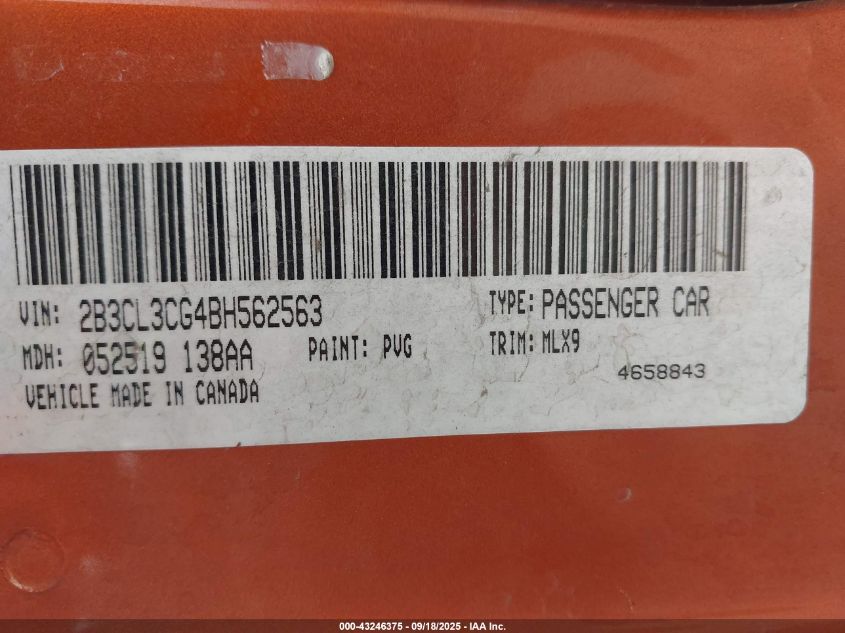 VIN: 2B3CL3CG4BH562563 TYPE: PASSENGER CAR
MDH: 052519 138AA PAINT: PVG TRIM: MLX9
4658843
VEHICLE MADE IN CANADA
000-43246375 - 09/18/2025 - IAA Inc.